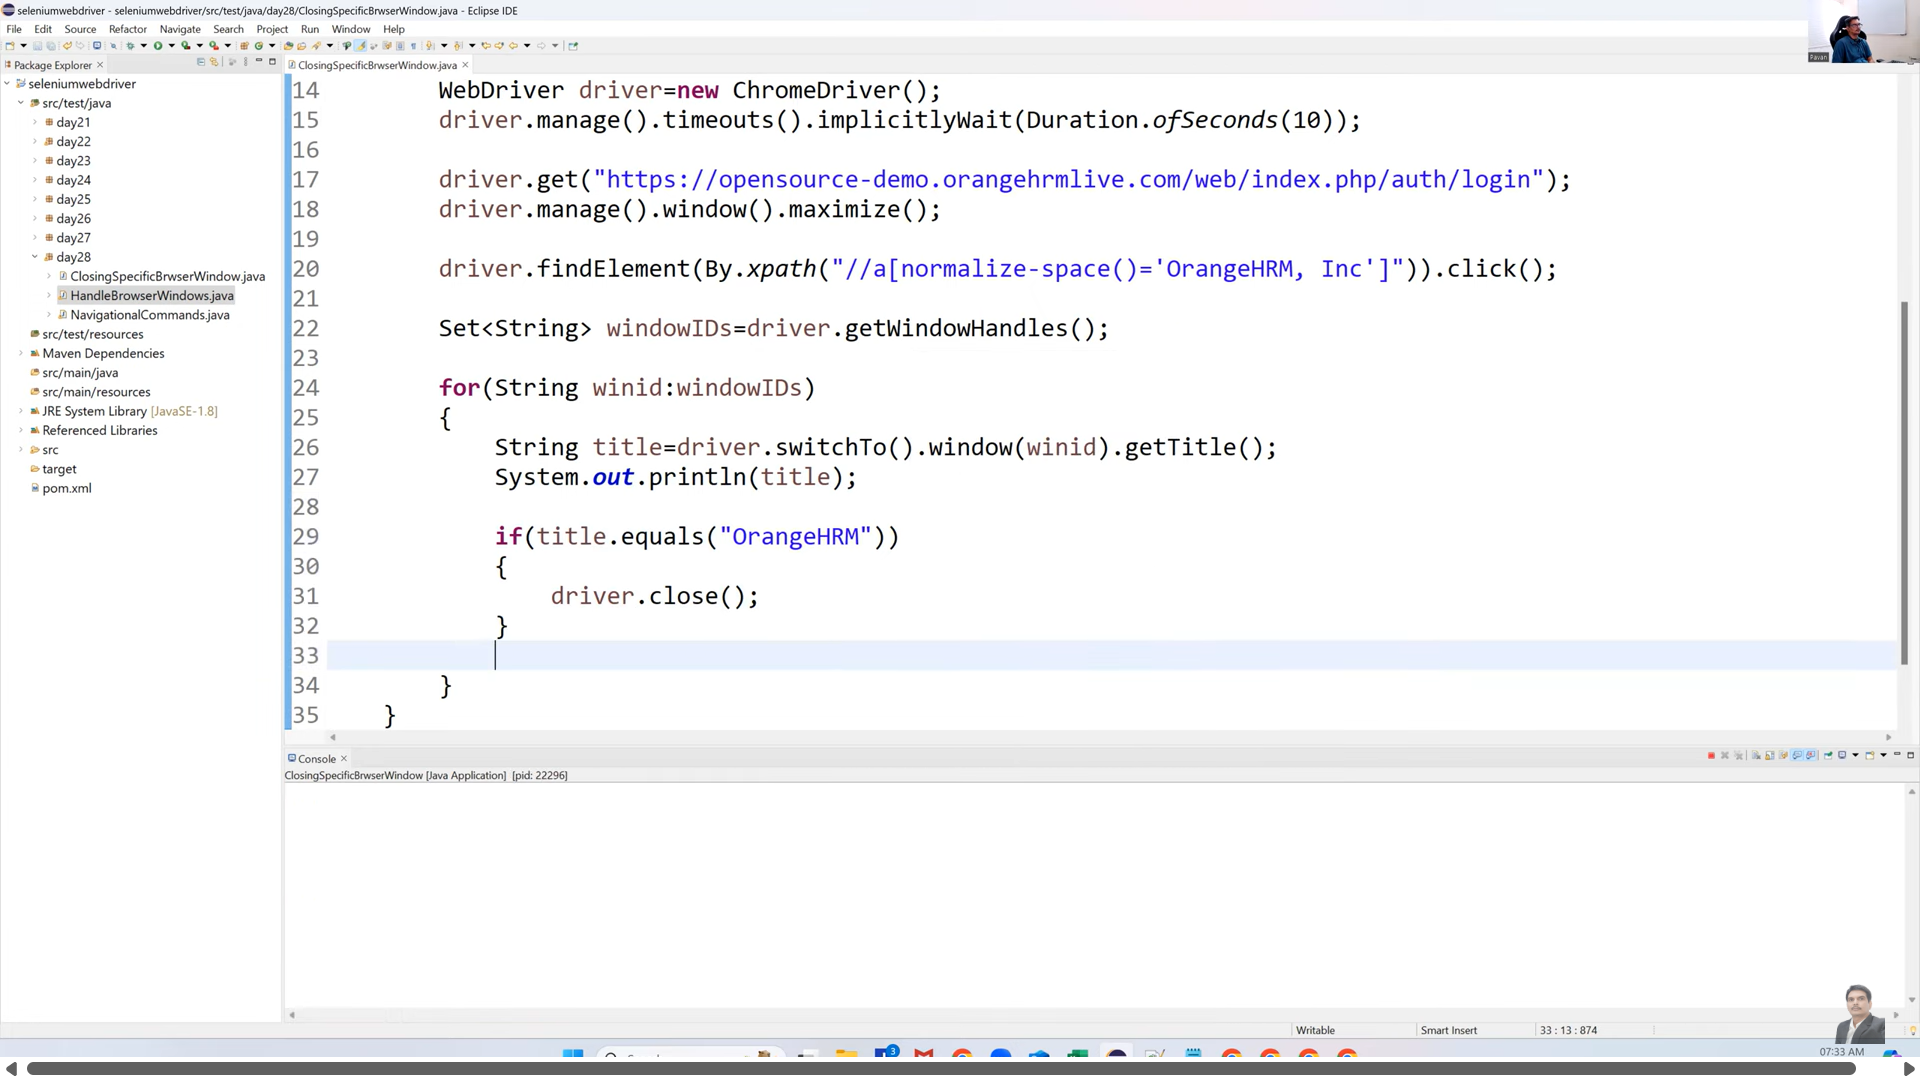 seleniumwebdriver - seleniumwebdriver/src/test/java/day28/ClosingSpecificBrwserWindow.java - Eclipse IDE
File Edit Source Refactor Navigate Search Project Run Window Help
Pavan
Package Explorer
ClosingSpecificBrwserWindow.java
seleniumwebdriver
src/test/java
day21
day22
day23
day24
day25
day26
day27
day28
ClosingSpecificBrwserWindow.java
HandleBrowserWindows.java
NavigationalCommands.java
src/test/resources
Maven Dependencies
src/main/java
src/main/resources
JRE System Library [JavaSE-1.8]
Referenced Libraries
src
target
pom.xml
14 WebDriver driver=new ChromeDriver();
15 driver.manage().timeouts().implicitlyWait(Duration.ofSeconds(10));
16
17 driver.get("https://opensource-demo.orangehrmlive.com/web/index.php/auth/login");
18 driver.manage().window().maximize();
19
20 driver.findElement(By.xpath("//a[normalize-space()='OrangeHRM, Inc']")).click();
21
22 Set<String> windowIDs=driver.getWindowHandles();
23
24 for(String winid:windowIDs)
25 {
26 String title=driver.switchTo().window(winid).getTitle();
27 System.out.println(title);
28
29 if(title.equals("OrangeHRM"))
30 {
31 driver.close();
32 }
33
34 }
35 }
Console
ClosingSpecificBrwserWindow [Java Application] [pid: 22296]
Writable Smart Insert 33 : 13 : 874
3
07:33 AM